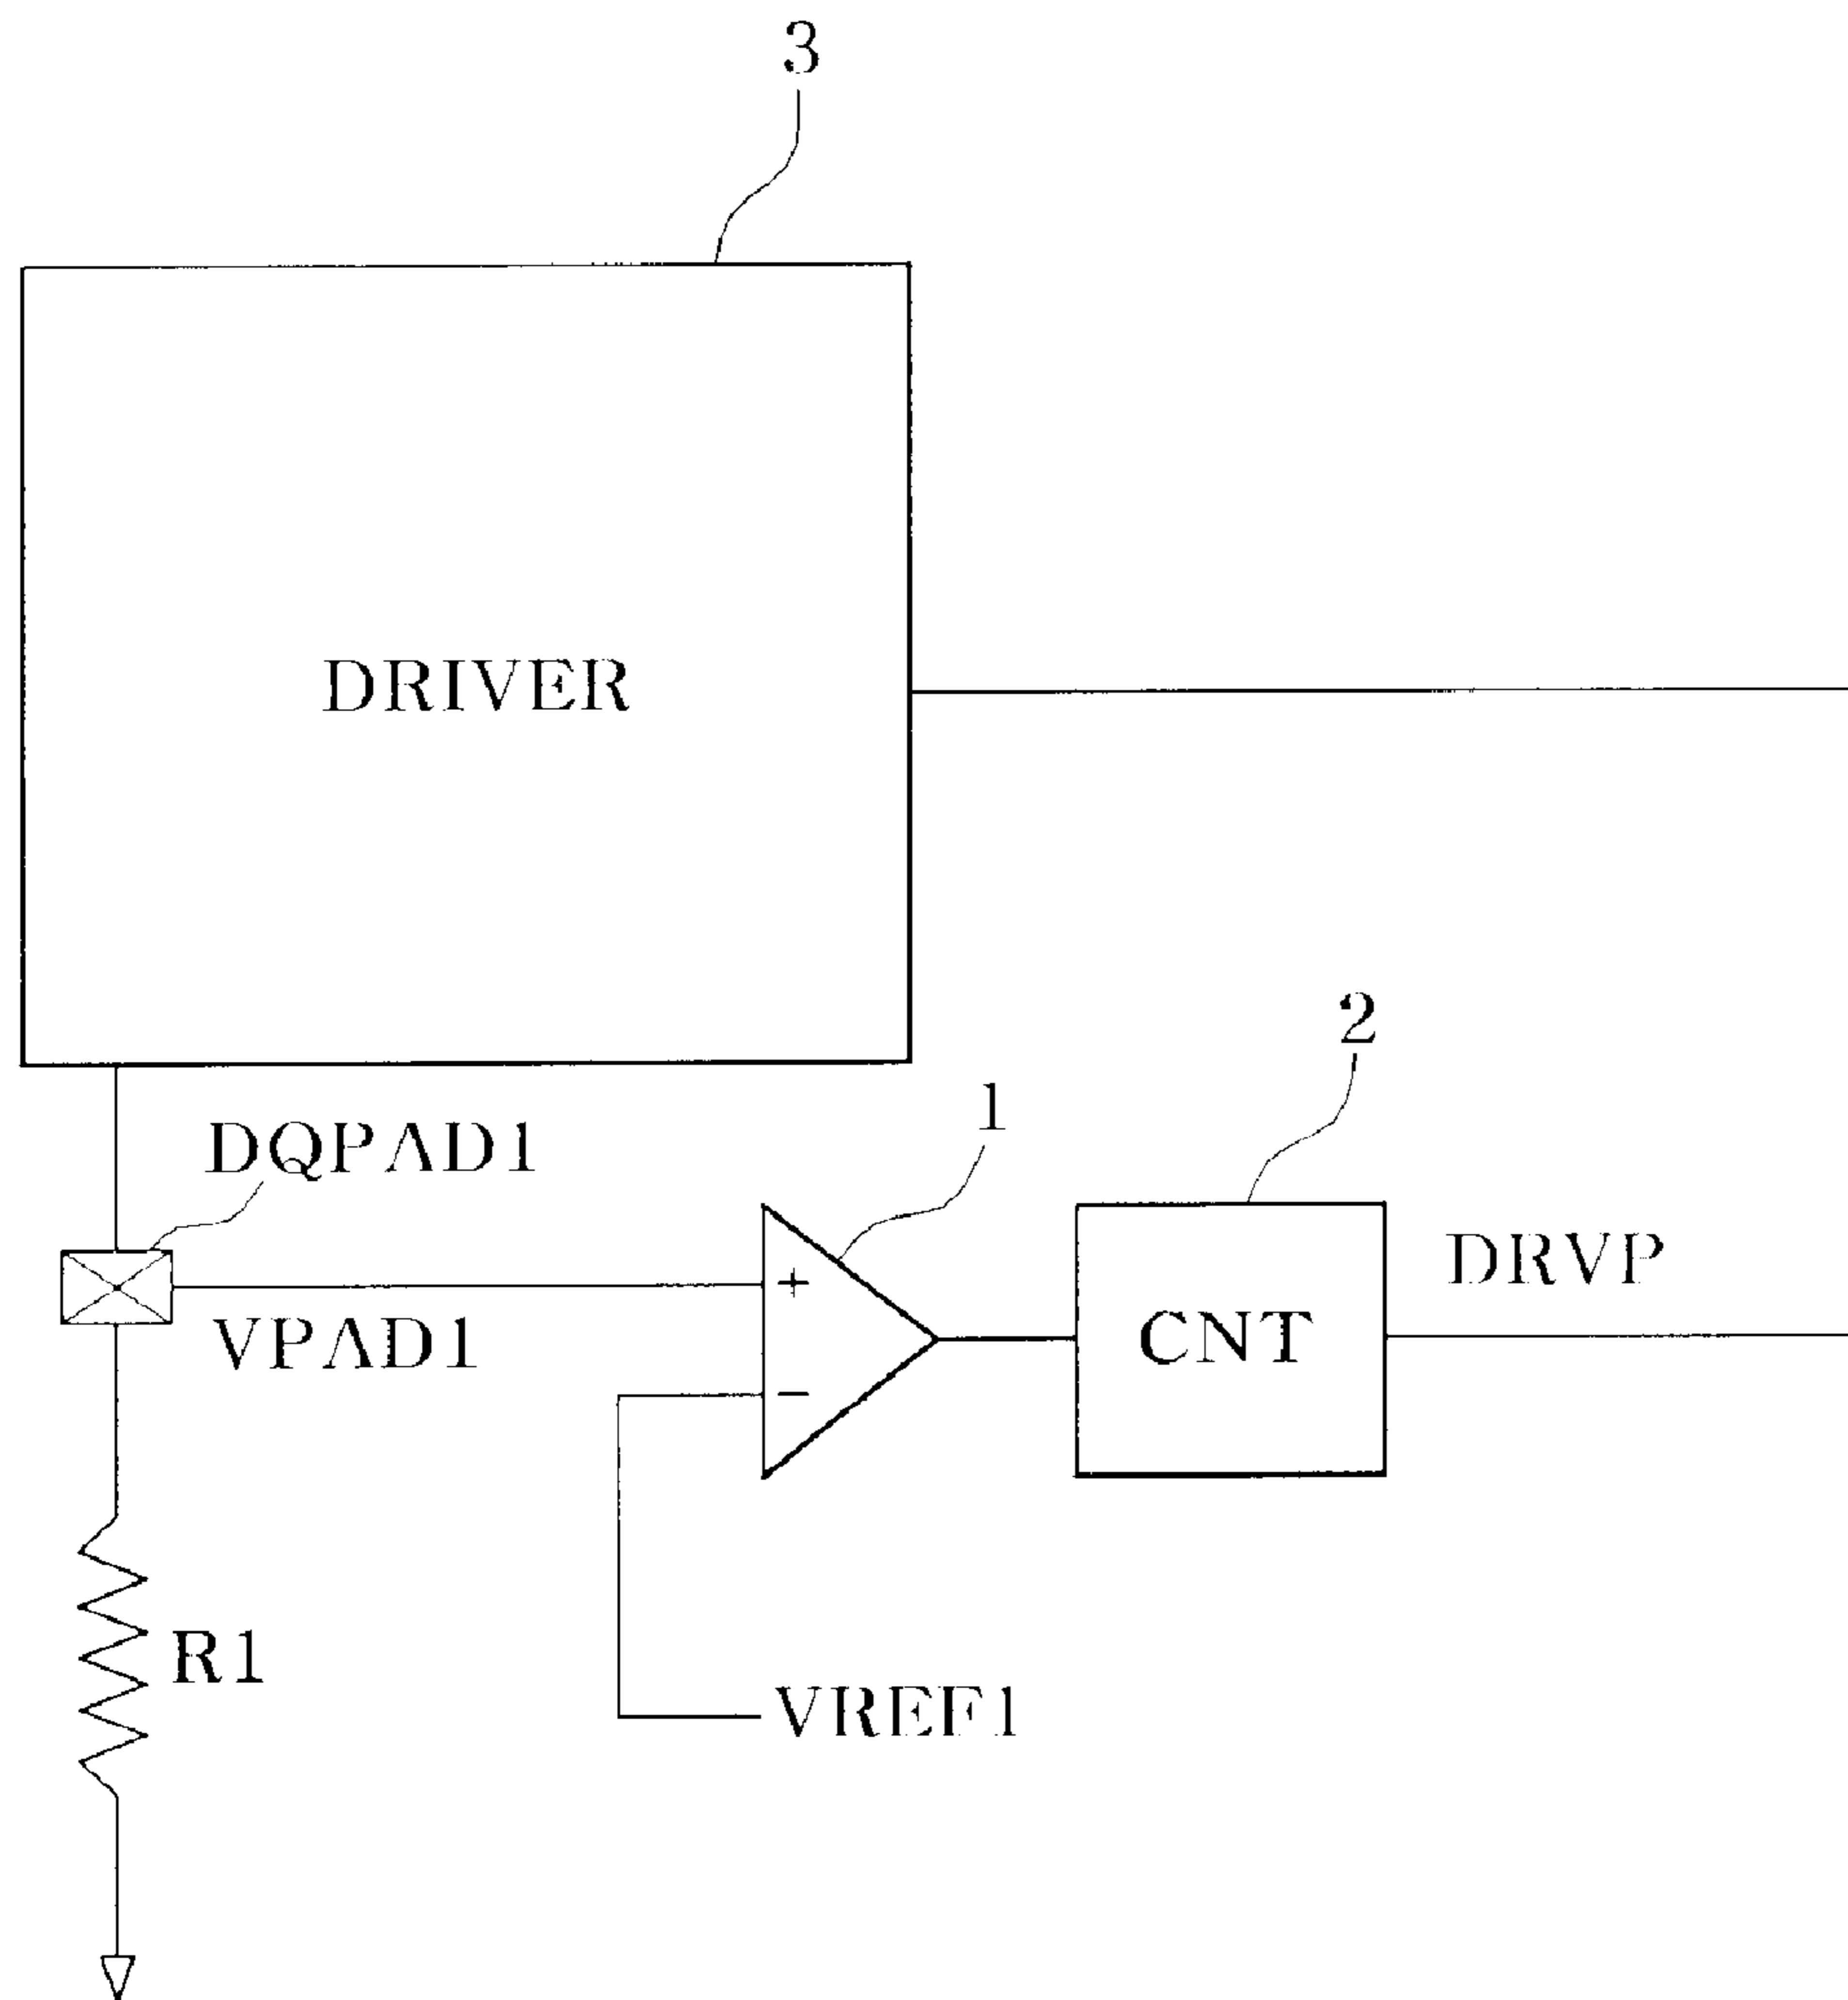 3
DRIVER
2
1
DQPAD1
DRVP
+
CNT
VPAD1
−
R1
VREF1